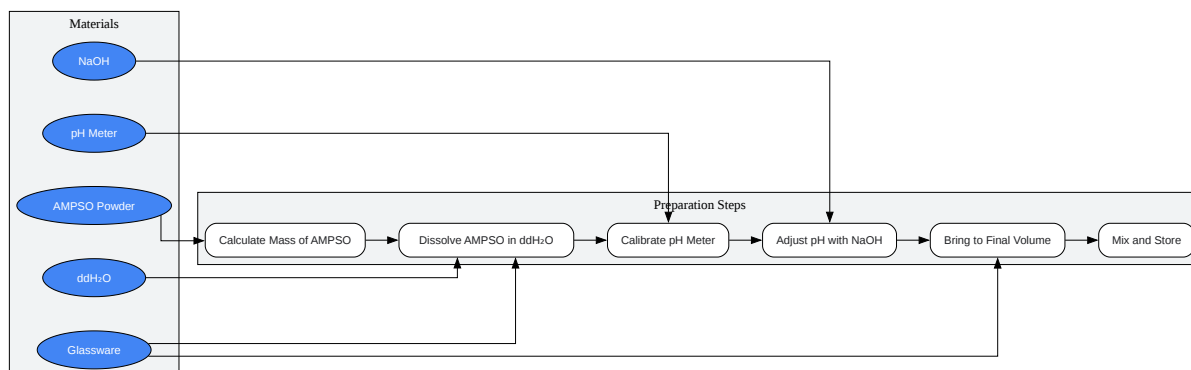 Materials
NaOH
pH Meter
AMPSO Powder
ddH₂O
Glassware
Preparation Steps
Calculate Mass of AMPSO
Dissolve AMPSO in ddH₂O
Calibrate pH Meter
Adjust pH with NaOH
Bring to Final Volume
Mix and Store